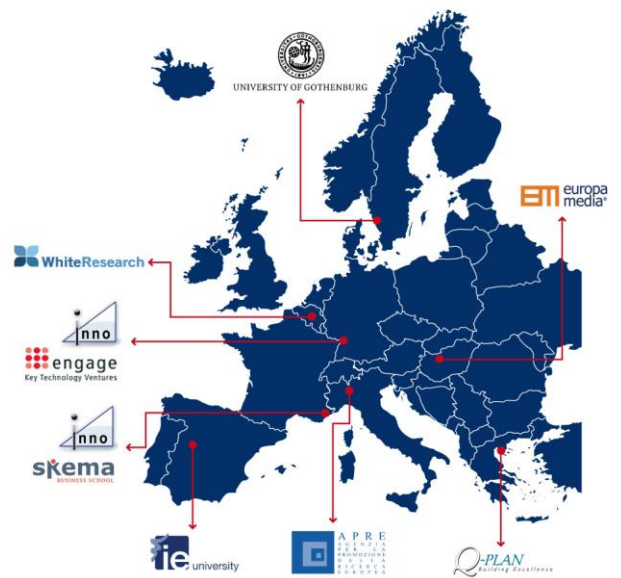 UNIVERSITY OF GOTHENBURG
EM europa
media®
WhiteResearch
inno
engage
Key Technology Ventures
inno
skema
BUSINESS SCHOOL
ie university
APRE
AGENZIA
PER LA
PROMOZIONE
DELLA
RICERCA
EUROPEA
Q-PLAN
Building Excellence